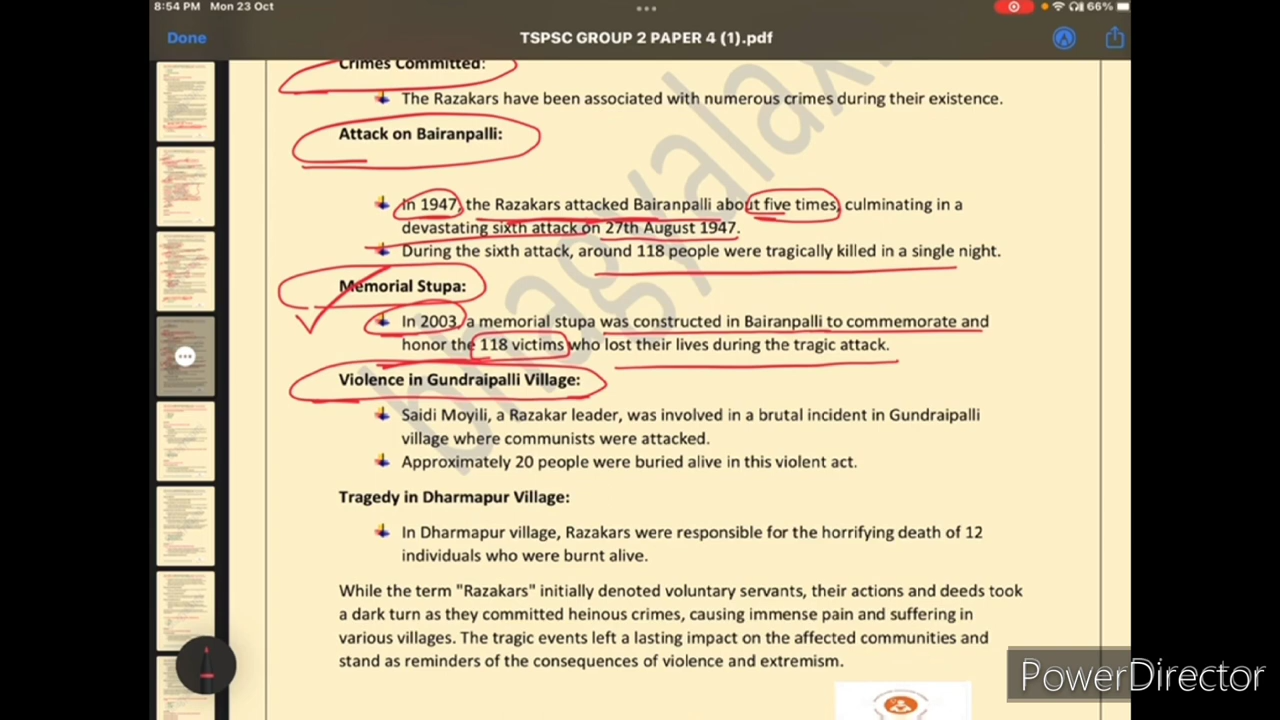 8:54 PM Mon 23 Oct
66%
Done
TSPSC GROUP 2 PAPER 4 (1).pdf
Crimes Committed:
The Razakars have been associated with numerous crimes during their existence.
Attack on Bairanpalli:
In 1947, the Razakars attacked Bairanpalli about five times, culminating in a
devastating sixth attack on 27th August 1947.
During the sixth attack, around 118 people were tragically killed in a single night.
Memorial Stupa:
In 2003, a memorial stupa was constructed in Bairanpalli to commemorate and
honor the 118 victims who lost their lives during the tragic attack.
Violence in Gundraipalli Village:
Saidi Moyili, a Razakar leader, was involved in a brutal incident in Gundraipalli
village where communists were attacked.
Approximately 20 people were buried alive in this violent act.
Tragedy in Dharmapur Village:
In Dharmapur village, Razakars were responsible for the horrifying death of 12
individuals who were burnt alive.
While the term "Razakars" initially denoted voluntary servants, their actions and deeds took
a dark turn as they committed heinous crimes, causing immense pain and suffering in
various villages. The tragic events left a lasting impact on the affected communities and
stand as reminders of the consequences of violence and extremism.
bhagyalax
PowerDirector